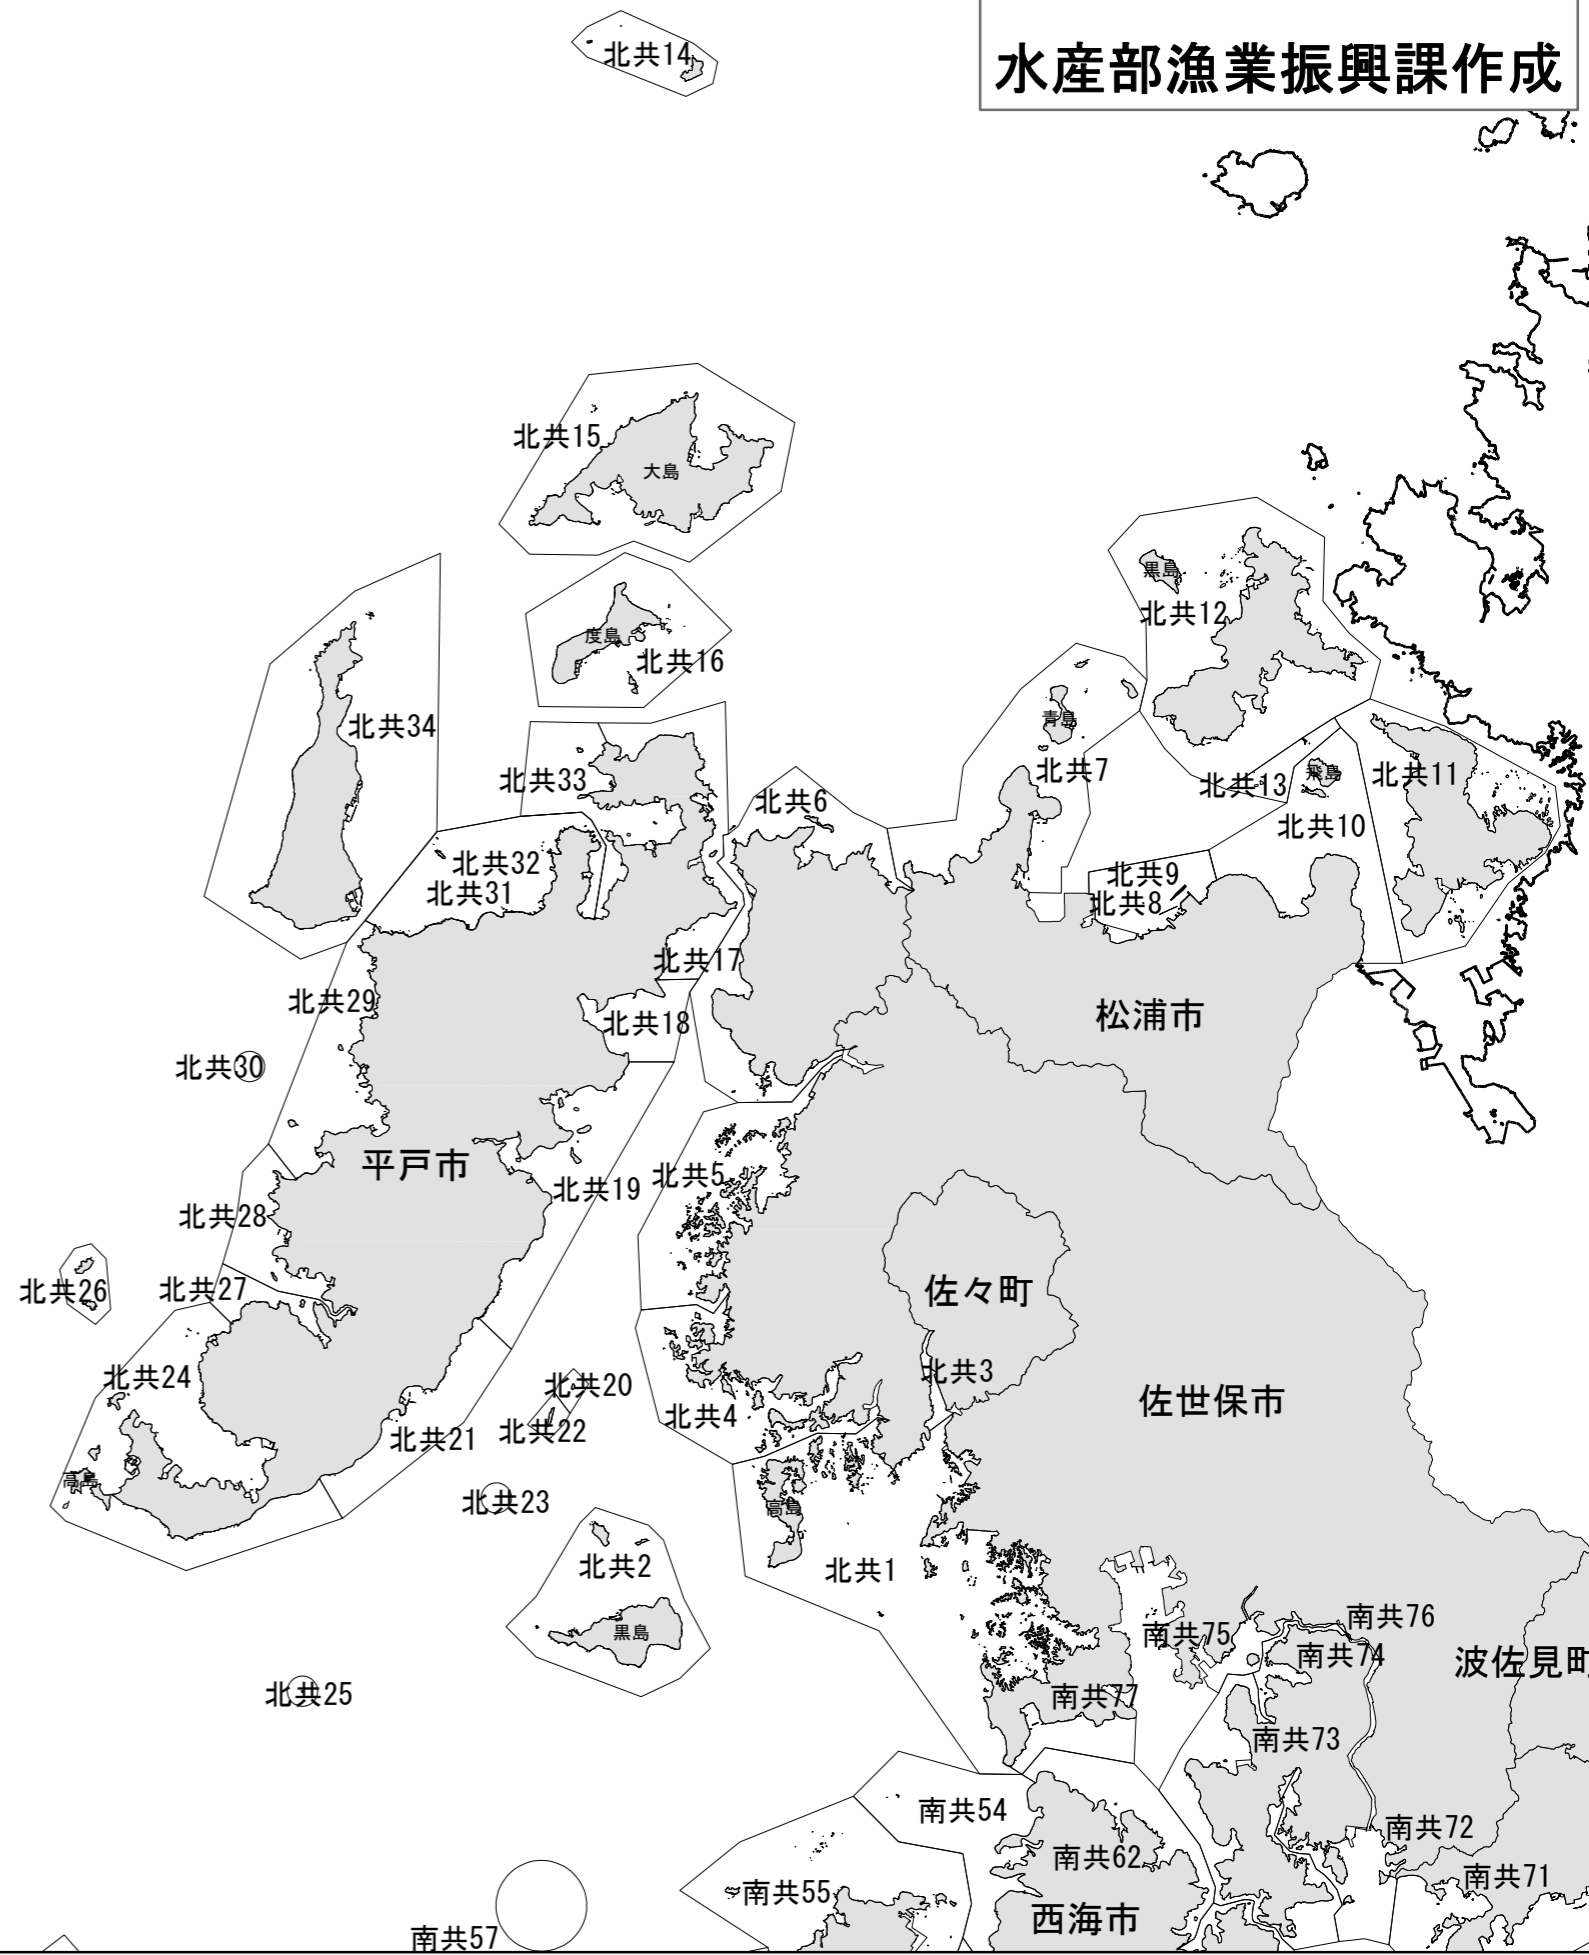 北共14
水産部漁業振興課作成
北共15
大島
黒島
北共12
度島
北共16
青島
北共34
北共7
飛島
北共11
北共33
北共13
北共6
北共10
北共32
北共9
北共31
北共8
北共17
北共29
北共18
松浦市
北共30
平戸市
北共5
北共19
北共28
北共26
北共27
佐々町
北共24
北共3
北共20
佐世保市
北共4
北共22
北共21
高島
北共23
高島
北共2
北共1
黒島
南共76
南共75
南共74
波佐見町
北共25
南共77
南共73
南共54
南共72
南共62
南共71
南共55
西海市
南共57